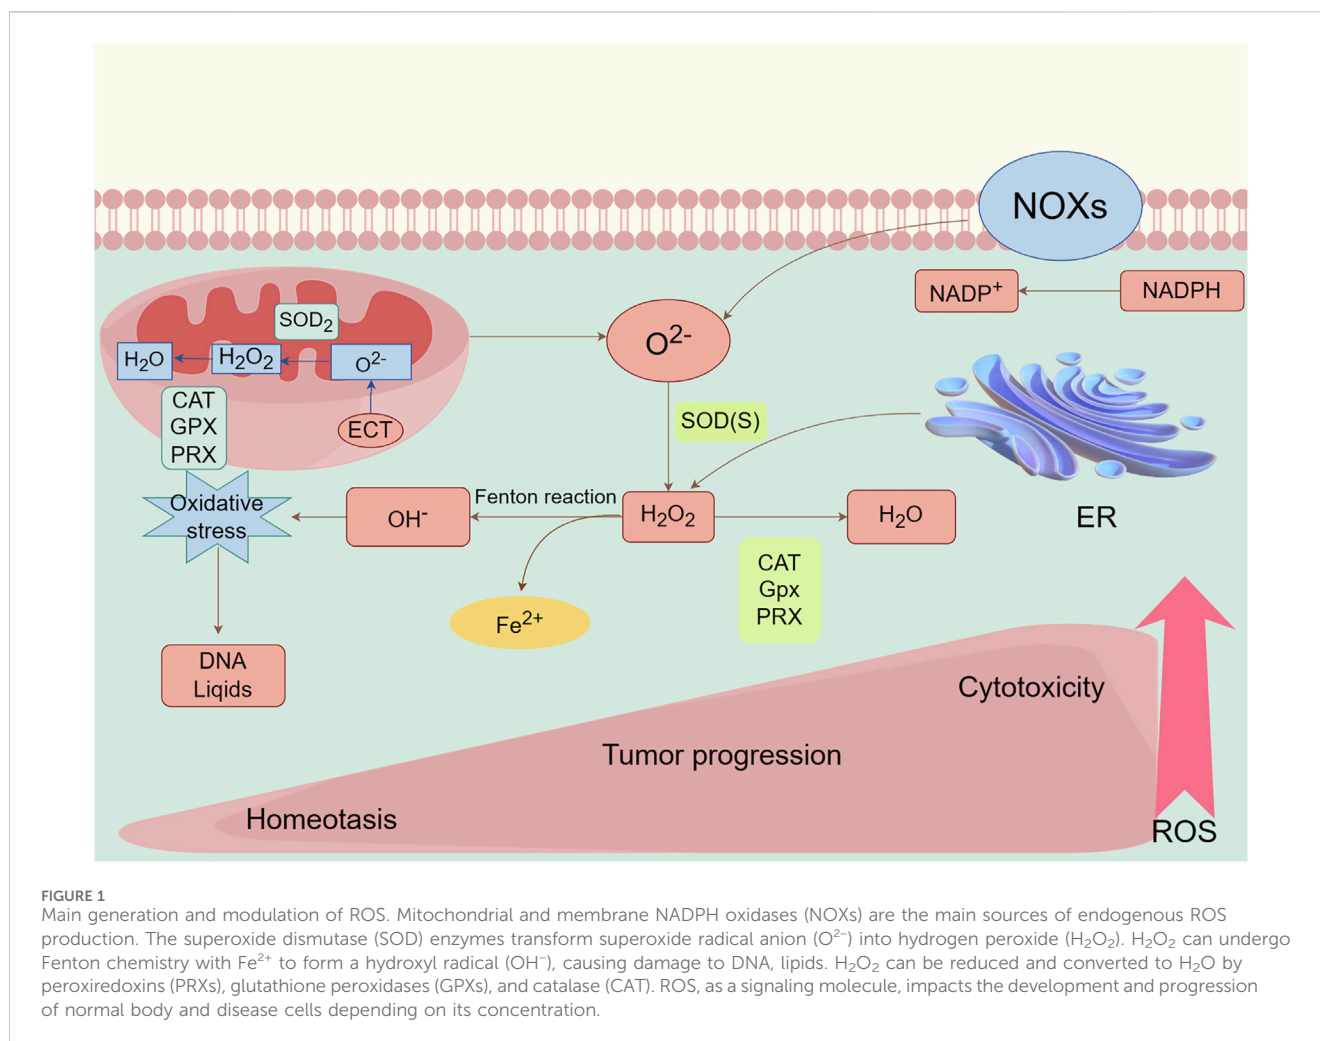 NOXs
NADP⁺
NADPH
SOD₂
H₂O
H₂O₂
O²⁻
ECT
CAT
GPX
PRX
O²⁻
SOD(S)
Oxidative
stress
OH⁻
Fenton reaction
H₂O₂
H₂O
ER
CAT
Gpx
PRX
Fe²⁺
DNA
Liqids
Cytotoxicity
Tumor progression
Homeotasis
ROS
FIGURE 1
Main generation and modulation of ROS. Mitochondrial and membrane NADPH oxidases (NOXs) are the main sources of endogenous ROS
production. The superoxide dismutase (SOD) enzymes transform superoxide radical anion (O²⁻) into hydrogen peroxide (H₂O₂). H₂O₂ can undergo
Fenton chemistry with Fe²⁺ to form a hydroxyl radical (OH⁻), causing damage to DNA, lipids. H₂O₂ can be reduced and converted to H₂O by
peroxiredoxins (PRXs), glutathione peroxidases (GPXs), and catalase (CAT). ROS, as a signaling molecule, impacts the development and progression
of normal body and disease cells depending on its concentration.